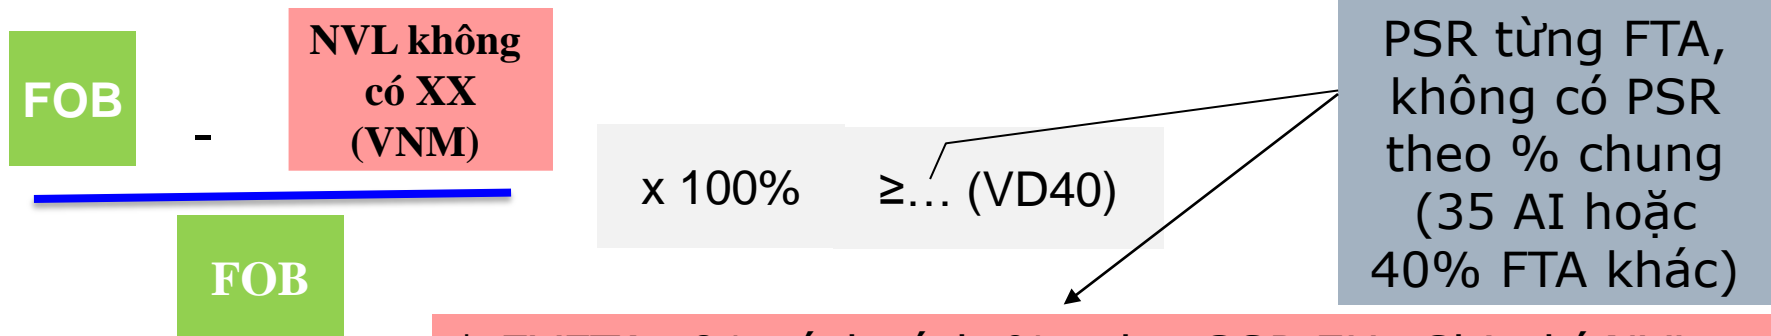 FOB
-
NVL không
có XX
(VNM)
FOB
x 100%
≥… (VD40)
PSR từng FTA,
không có PSR
theo % chung
(35 AI hoặc
40% FTA khác)